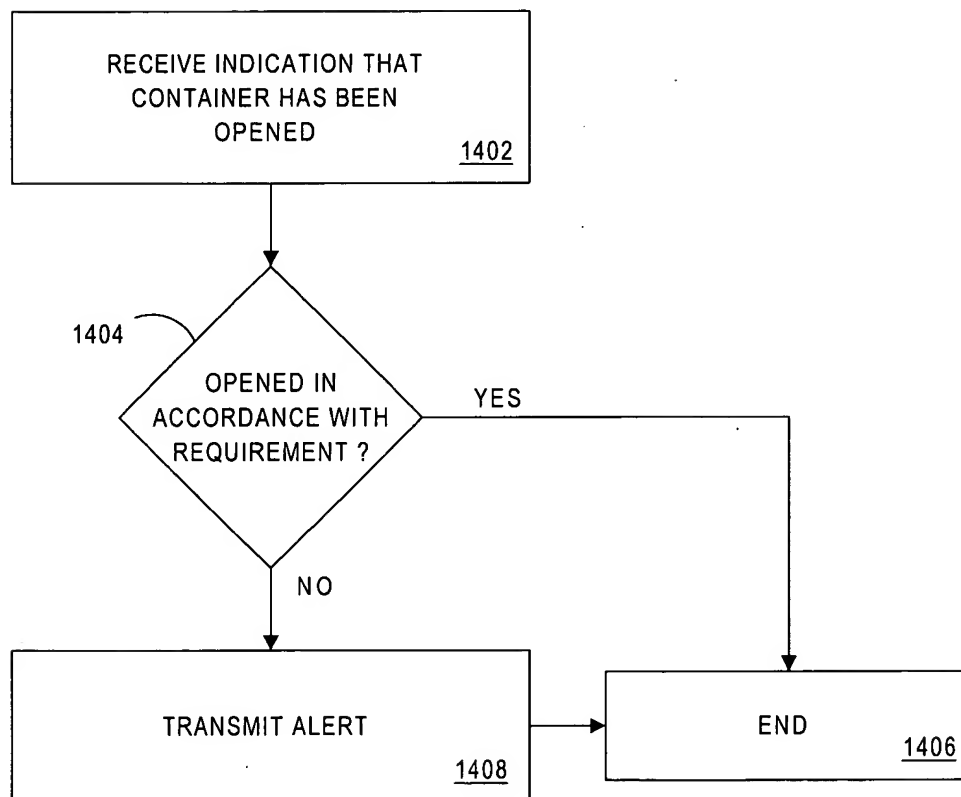 RECEIVE INDICATION THAT
CONTAINER HAS BEEN
OPENED
1402
1404
OPENED IN
ACCORDANCE WITH
REQUIREMENT ?
YES
NO
TRANSMIT ALERT
1408
END
1406